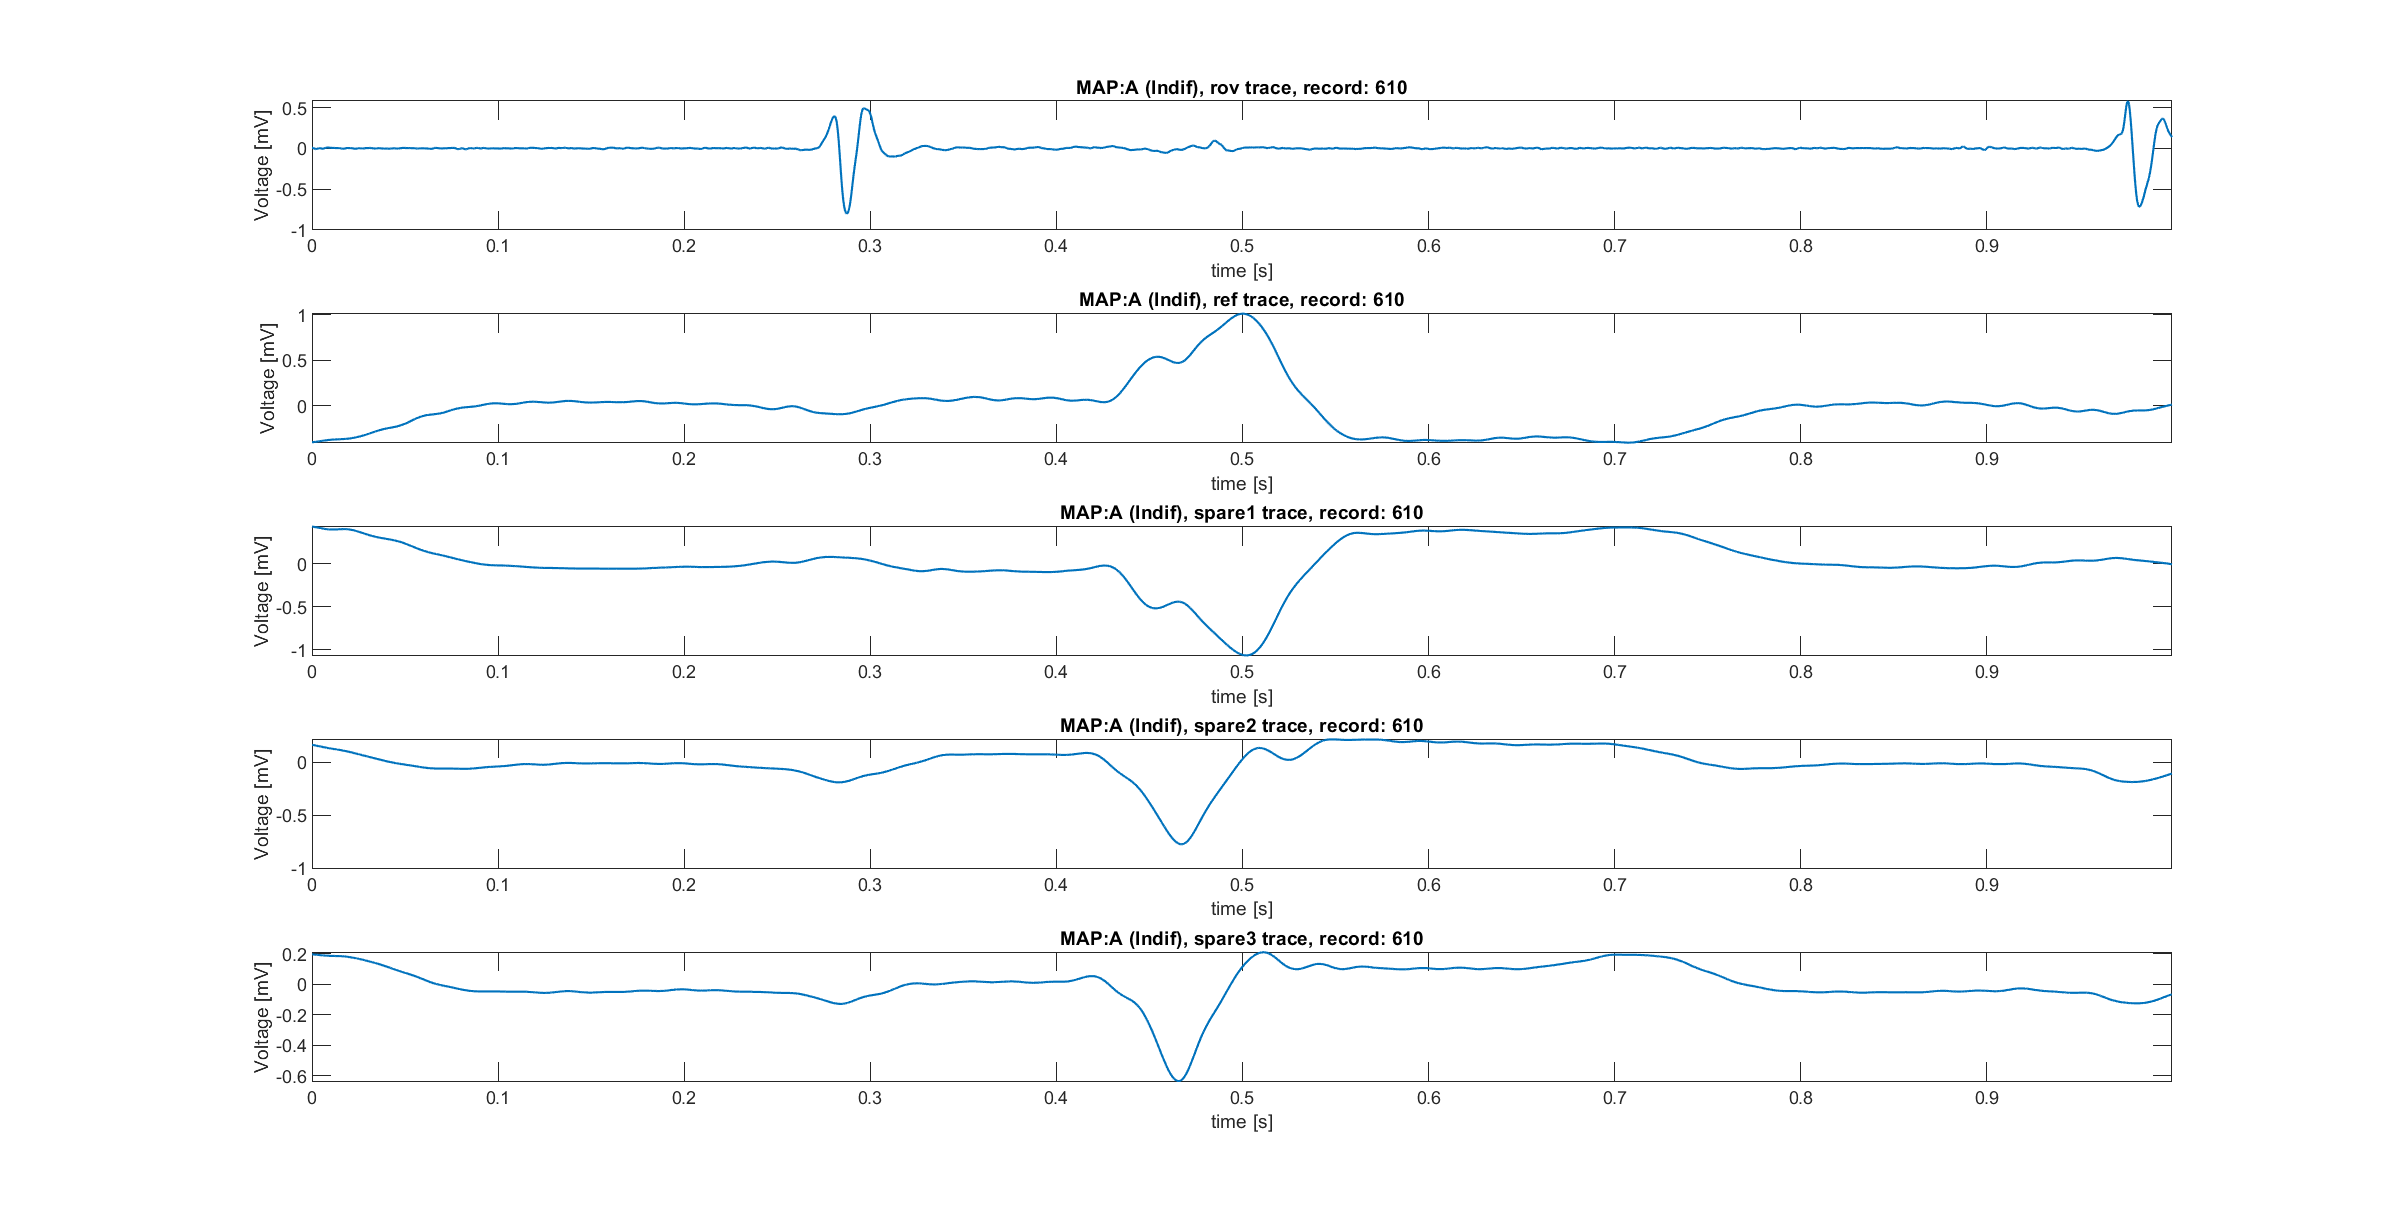 MAP:A (Indif), rov trace, record: 610
Voltage [mV]
0.5
0
-0.5
-1
0 0.1 0.2 0.3 0.4 0.5 0.6 0.7 0.8 0.9
time [s]
MAP:A (Indif), ref trace, record: 610
Voltage [mV]
1
0.5
0
0 0.1 0.2 0.3 0.4 0.5 0.6 0.7 0.8 0.9
time [s]
MAP:A (Indif), spare1 trace, record: 610
Voltage [mV]
0
-0.5
-1
0 0.1 0.2 0.3 0.4 0.5 0.6 0.7 0.8 0.9
time [s]
MAP:A (Indif), spare2 trace, record: 610
Voltage [mV]
0
-0.5
-1
0 0.1 0.2 0.3 0.4 0.5 0.6 0.7 0.8 0.9
time [s]
MAP:A (Indif), spare3 trace, record: 610
Voltage [mV]
0.2
0
-0.2
-0.4
-0.6
0 0.1 0.2 0.3 0.4 0.5 0.6 0.7 0.8 0.9
time [s]